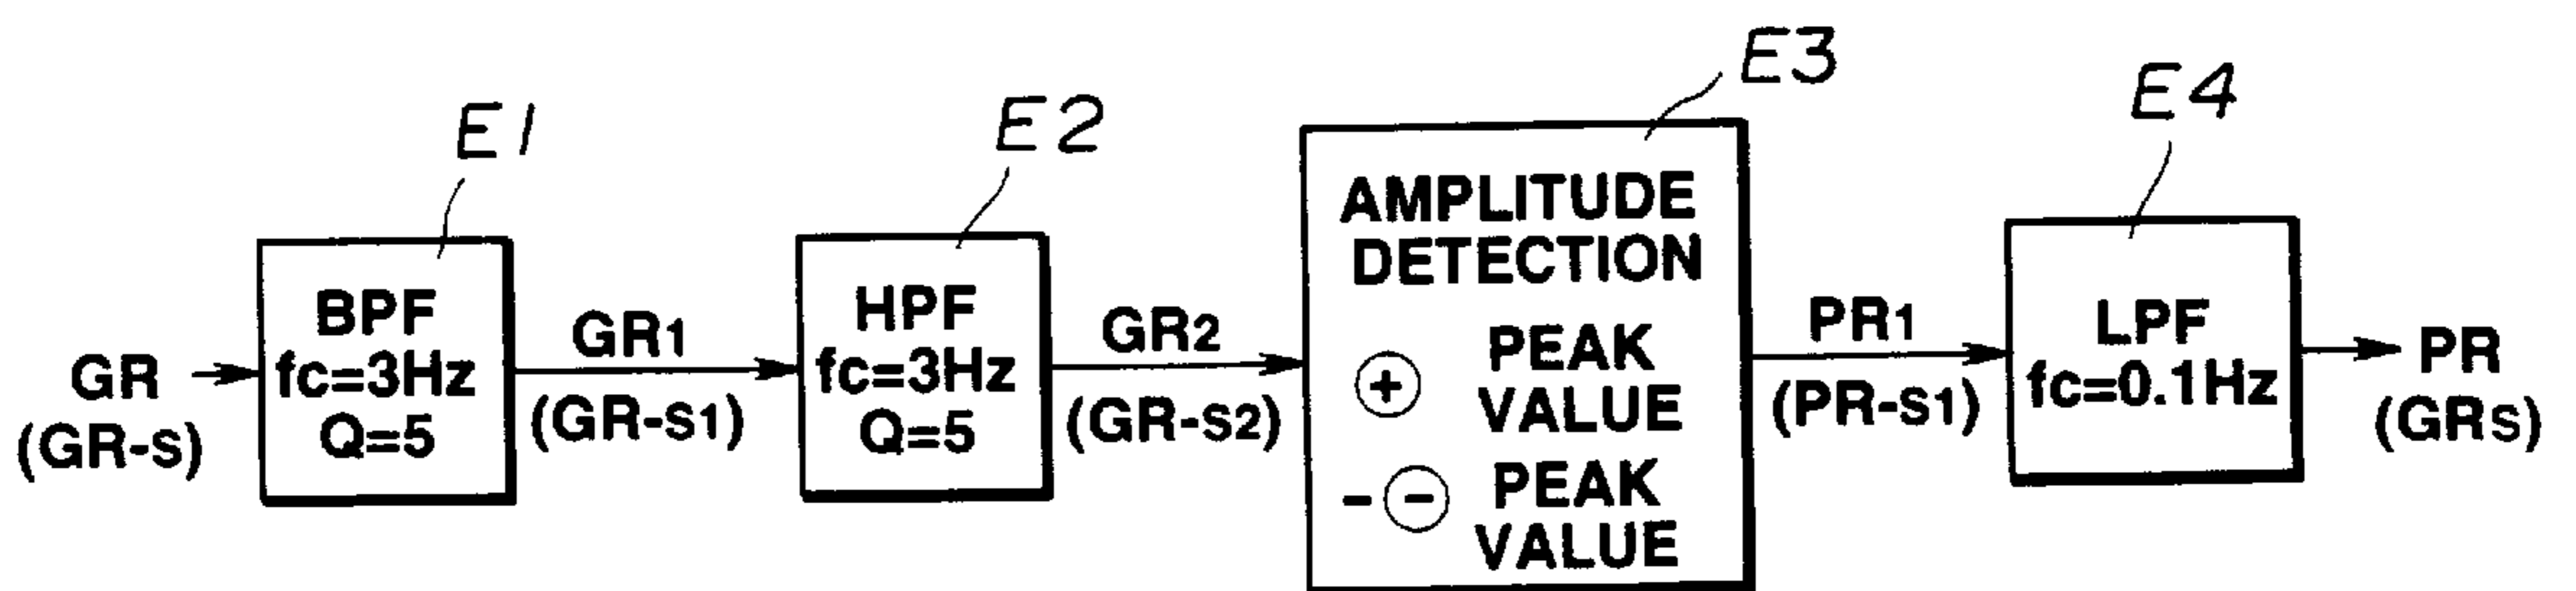 E1
E2
E3
E4
GR
(GR-S)
BPF
fc=3Hz
Q=5
GR1
(GR-S1)
HPF
fc=3Hz
Q=5
GR2
(GR-S2)
AMPLITUDE
DETECTION
⊕ PEAK
VALUE
-⊖ PEAK
VALUE
PR1
(PR-S1)
LPF
fc=0.1Hz
PR
(GRS)